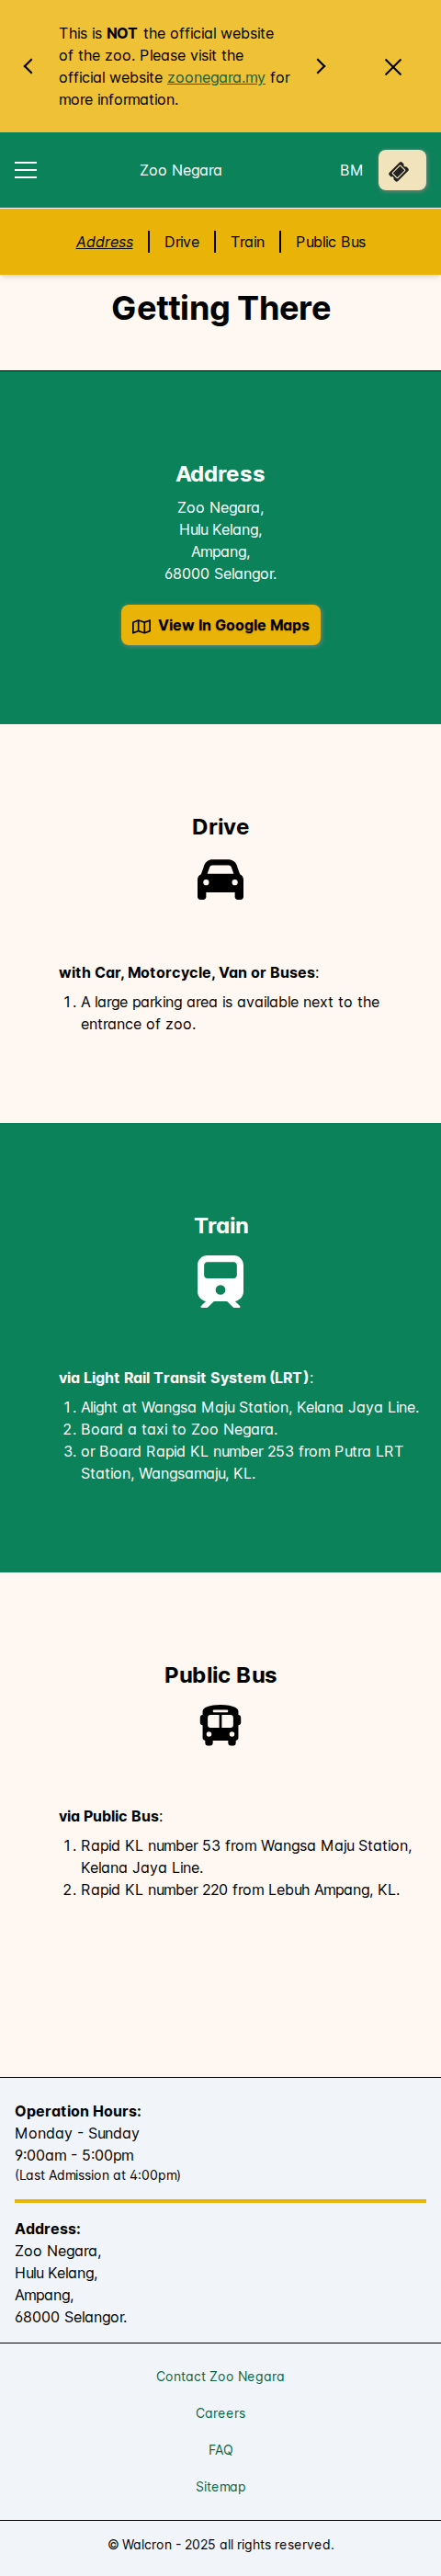 This is NOT the official website
of the zoo. Please visit the
official website zoonegara.my for
more information.
Zoo Negara
BM
Address
Drive
Train
Public Bus
Getting There
Address
Zoo Negara,
Hulu Kelang,
Ampang,
68000 Selangor.
View In Google Maps
Drive
with Car, Motorcycle, Van or Buses:
1. A large parking area is available next to the
entrance of zoo.
Train
via Light Rail Transit System (LRT):
1. Alight at Wangsa Maju Station, Kelana Jaya Line.
2. Board a taxi to Zoo Negara.
3. or Board Rapid KL number 253 from Putra LRT
Station, Wangsamaju, KL.
Public Bus
via Public Bus:
1. Rapid KL number 53 from Wangsa Maju Station,
Kelana Jaya Line.
2. Rapid KL number 220 from Lebuh Ampang, KL.
Operation Hours:
Monday - Sunday
9:00am - 5:00pm
(Last Admission at 4:00pm)
Address:
Zoo Negara,
Hulu Kelang,
Ampang,
68000 Selangor.
Contact Zoo Negara
Careers
FAQ
Sitemap
© Walcron - 2025 all rights reserved.